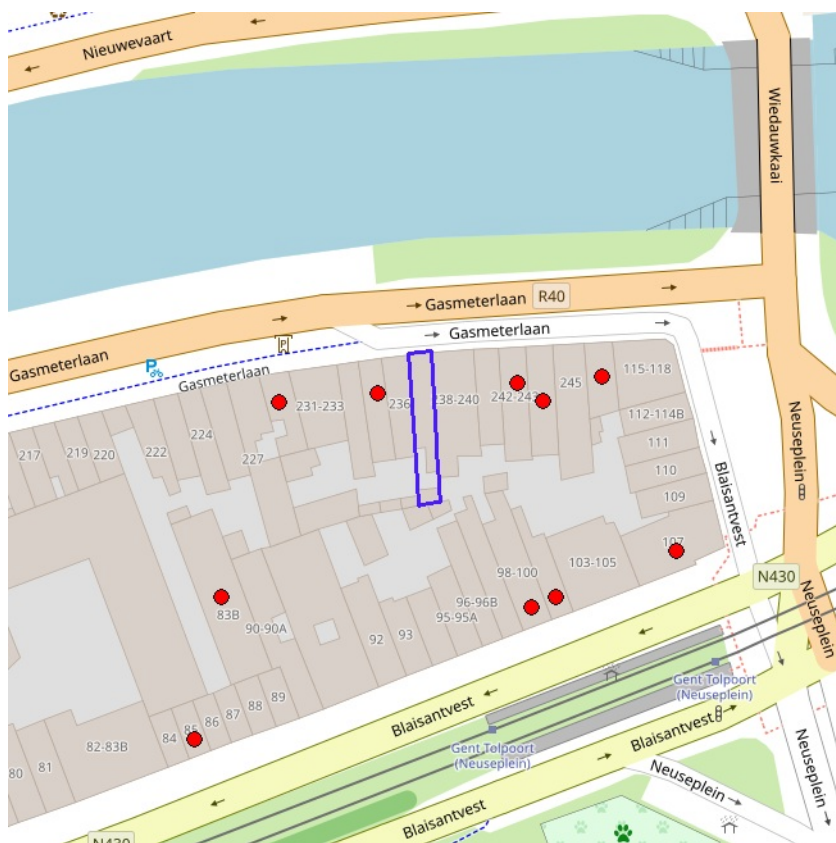 Nieuwevaart
Wiedauwkaai
Gasmeterlaan
R40
Gasmeterlaan
Gasmeterlaan
P
P
Gasmeterlaan
115-118
245
231-233
236
238-240
242-243
112-114B
224
111
217
219
220
222
227
110
109
Blaisantvest
Neuseplein
107
103-105
98-100
N430
83B
90-90A
96-96B
95-95A
92
93
Neuseplein
Gent Tolpoort
(Neuseplein)
89
88
87
86
85
84
82-83B
81
80
Blaisantvest
Gent Tolpoort
(Neuseplein)
Blaisantvest
Neuseplein
Neuseplein
Blaisantvest
N430